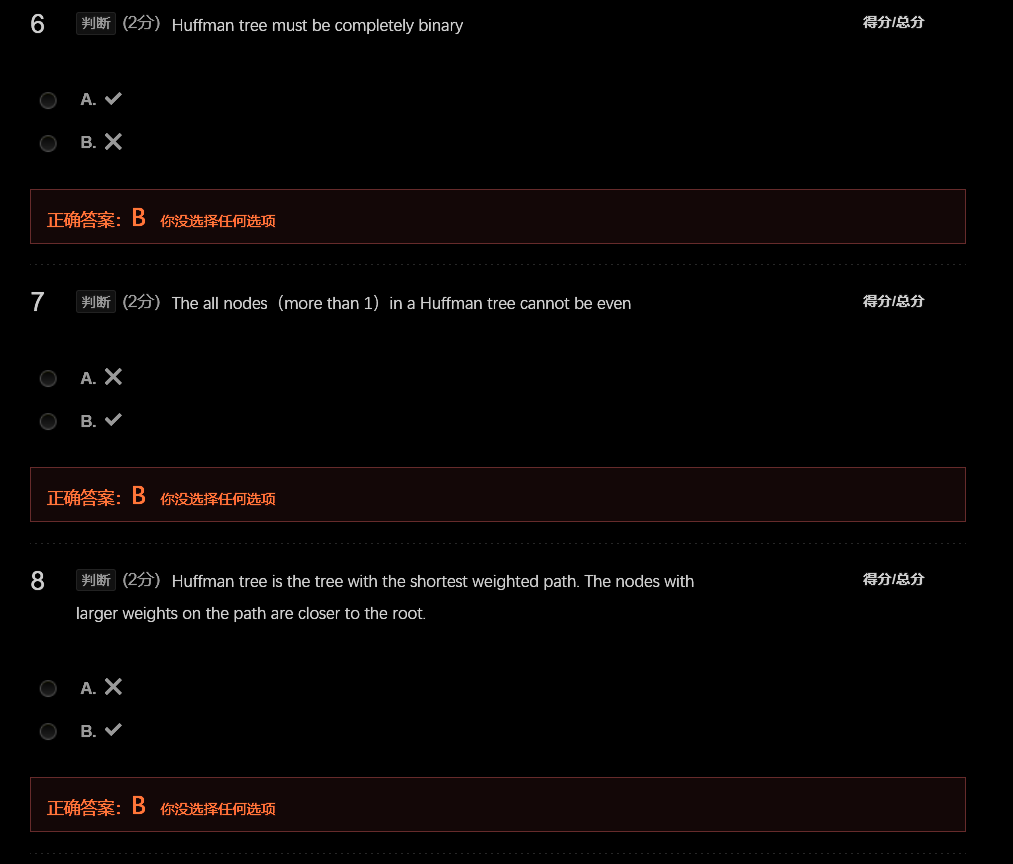 6 判断 (2分) Huffman tree must be completely binary 得分/总分
A. ✔
B. ✖
正确答案：B 你没选择任何选项
7 判断 (2分) The all nodes（more than 1）in a Huffman tree cannot be even 得分/总分
A. ✖
B. ✔
正确答案：B 你没选择任何选项
8 判断 (2分) Huffman tree is the tree with the shortest weighted path. The nodes with 得分/总分
larger weights on the path are closer to the root.
A. ✖
B. ✔
正确答案：B 你没选择任何选项